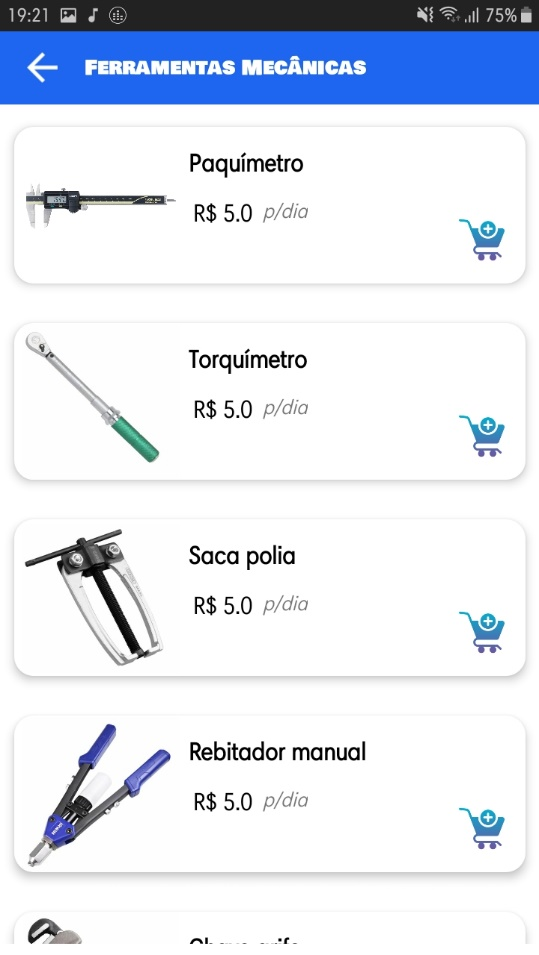 19:21
75%
Ferramentas Mecânicas
Paquímetro
R$ 5.0 p/dia
Torquímetro
R$ 5.0 p/dia
Saca polia
R$ 5.0 p/dia
Rebitador manual
R$ 5.0 p/dia